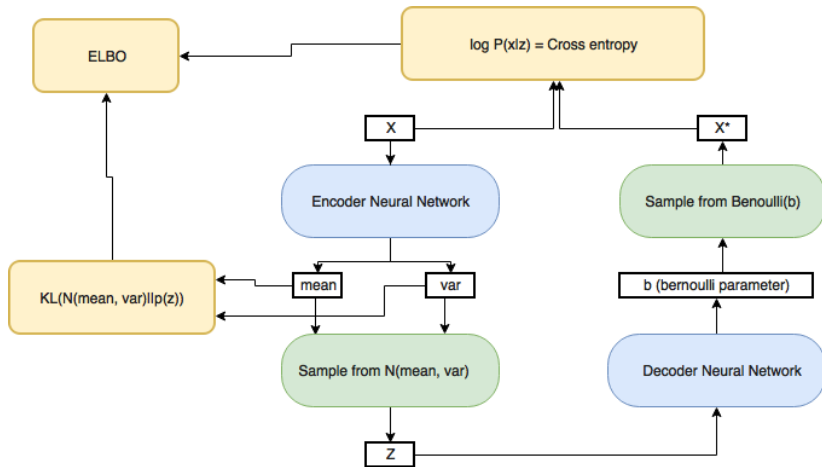 ELBO
log P(x|z) = Cross entropy
X
X*
Encoder Neural Network
Sample from Benoulli(b)
mean
var
b (bernoulli parameter)
KL(N(mean, var)||p(z))
Sample from N(mean, var)
Decoder Neural Network
Z